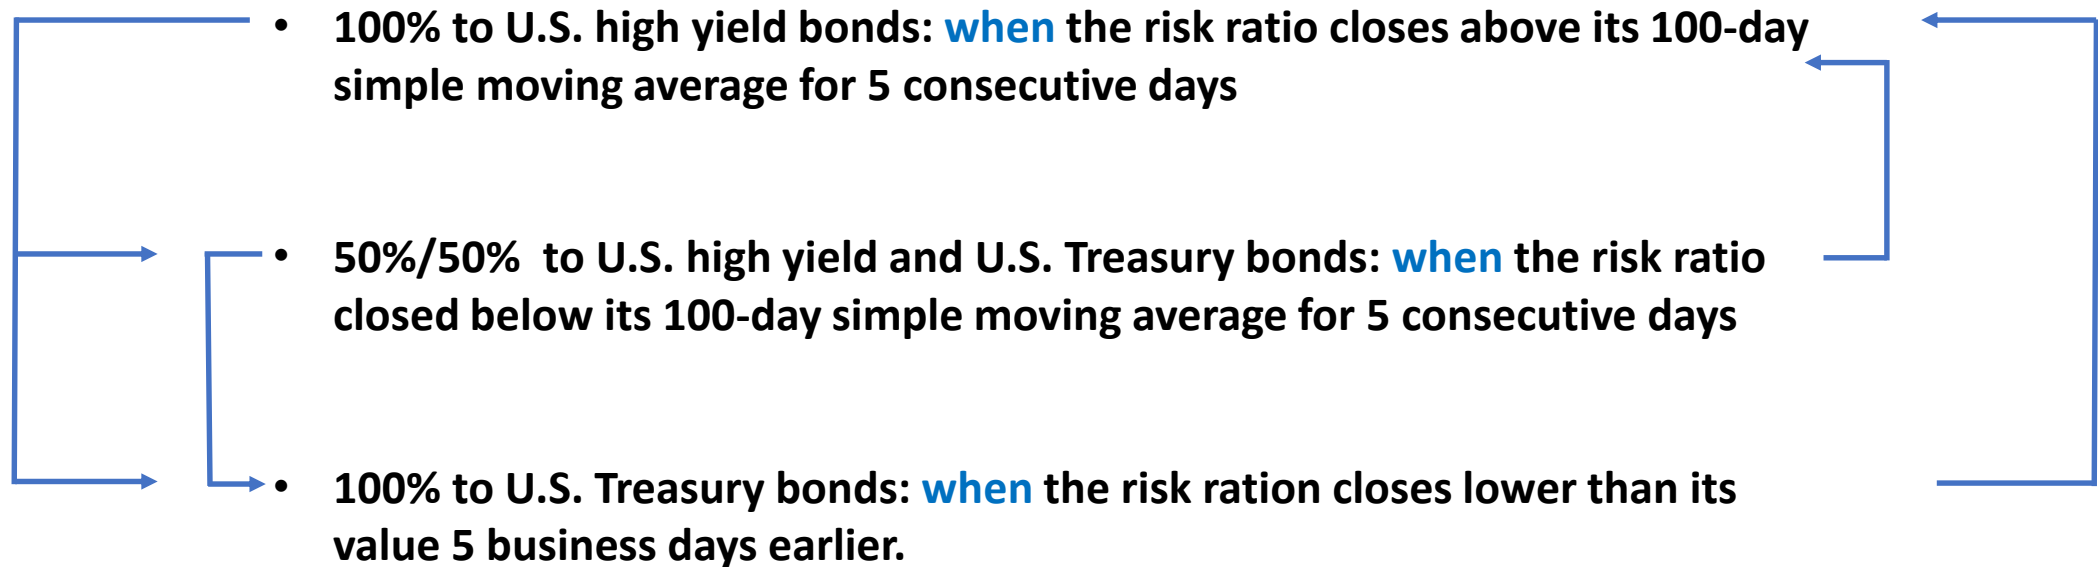 • 100% to U.S. high yield bonds: when the risk ratio closes above its 100-day
simple moving average for 5 consecutive days
• 50%/50% to U.S. high yield and U.S. Treasury bonds: when the risk ratio
closed below its 100-day simple moving average for 5 consecutive days
• 100% to U.S. Treasury bonds: when the risk ration closes lower than its
value 5 business days earlier.